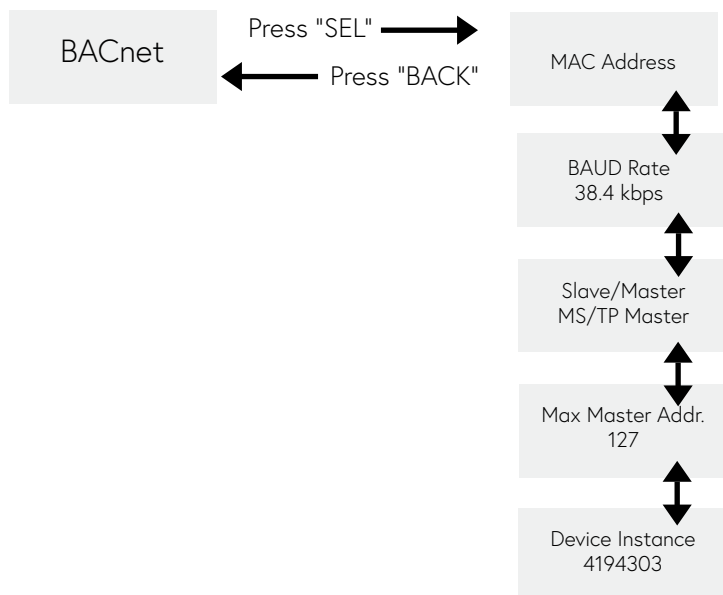 BACnet
Press "SEL"
Press "BACK"
MAC Address
BAUD Rate
38.4 kbps
Slave/Master
MS/TP Master
Max Master Addr.
127
Device Instance
4194303